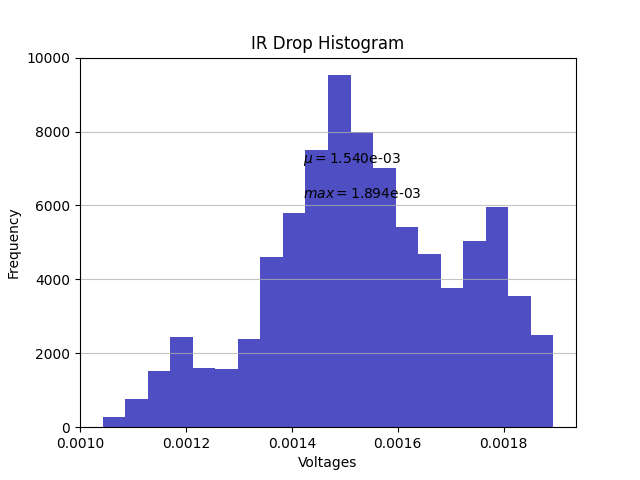 IR Drop Histogram
10000
8000
6000
4000
2000
0
Frequency
μ = 1.540e-03
max = 1.894e-03
0.0010 0.0012 0.0014 0.0016 0.0018
Voltages